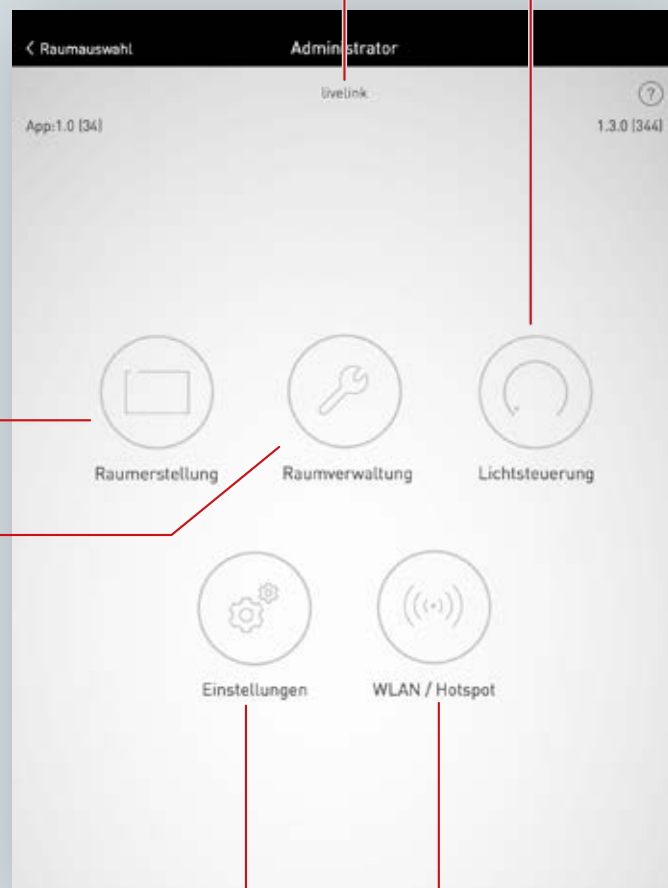 Raumauswahl Administrator
livelink
App:1.0 (34) 1.3.0 (344)
Raumerstellung Raumverwaltung Lichtsteuerung
Einstellungen WLAN / Hotspot